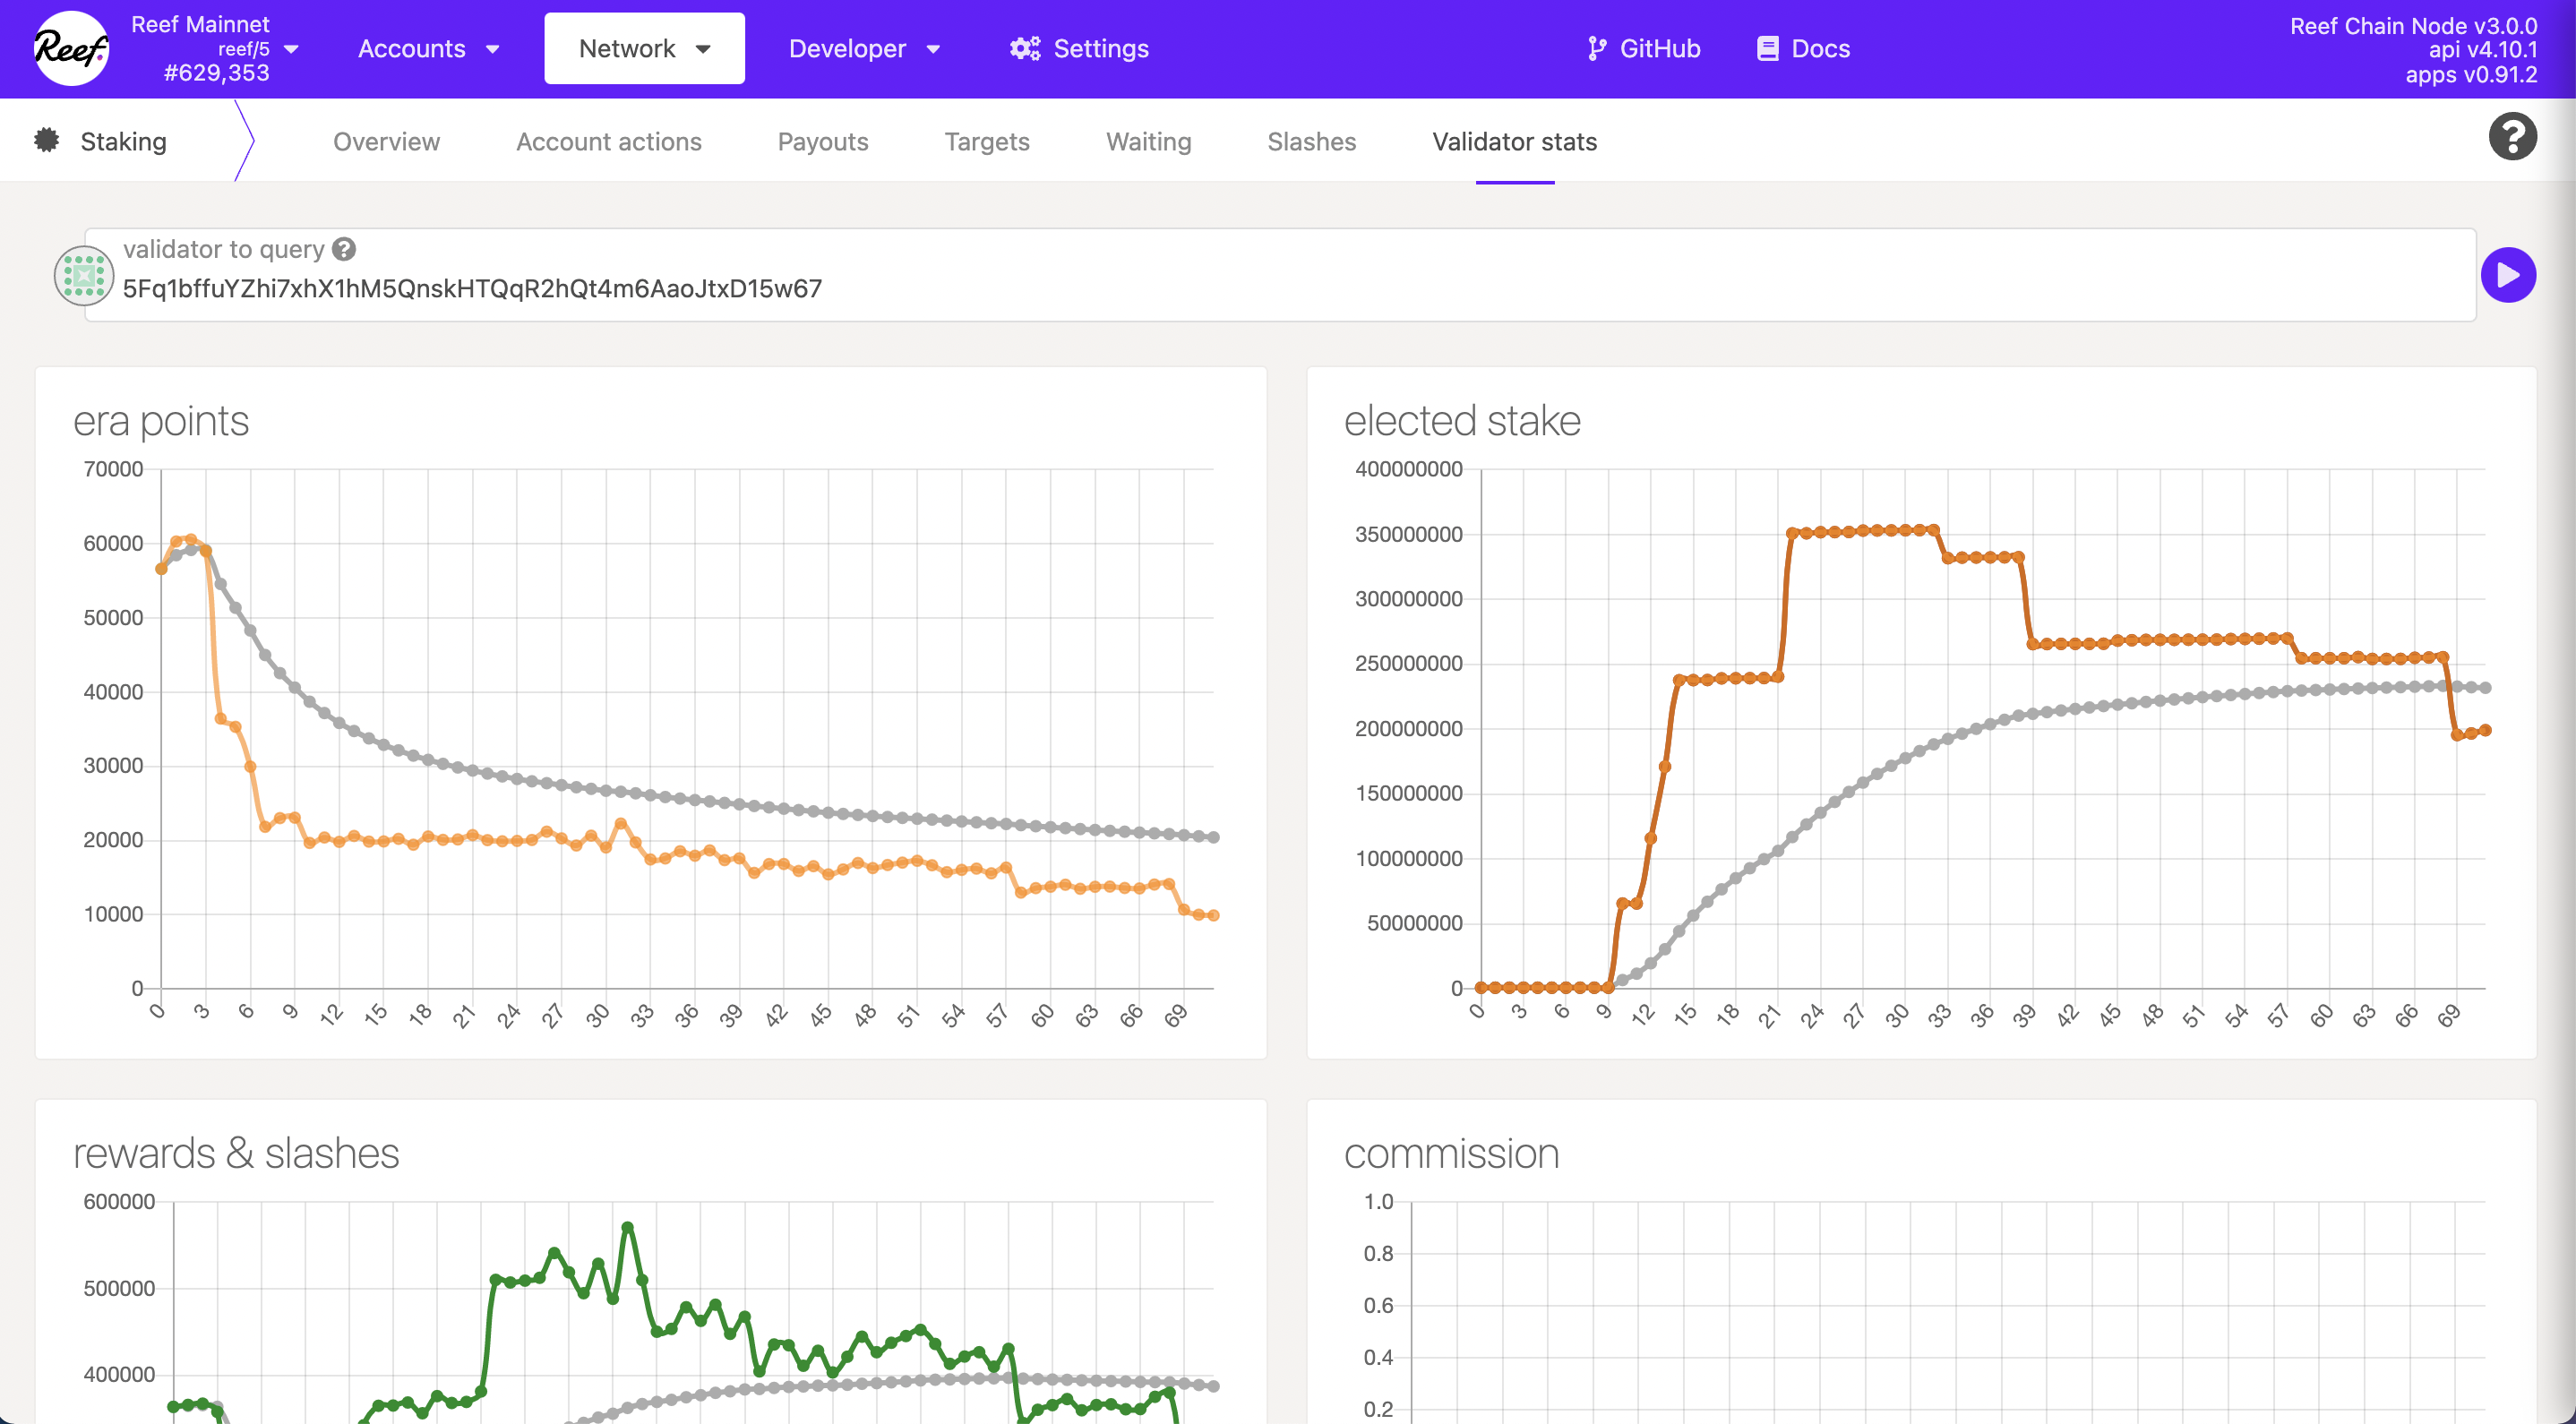 Reef.
Reef Mainnet
reef/5
#629,353
Accounts
Network
Developer
Settings
GitHub
Docs
Reef Chain Node v3.0.0
api v4.10.1
apps v0.91.2
Staking
Overview
Account actions
Payouts
Targets
Waiting
Slashes
Validator stats
?
validator to query ?
5Fq1bffuYZhi7xhX1hM5QnskHTQqR2hQt4m6AaoJtxD15w67
era points
70000
60000
50000
40000
30000
20000
10000
0
0 3 6 9 12 15 18 21 24 27 30 33 36 39 42 45 48 51 54 57 60 63 66 69
elected stake
400000000
350000000
300000000
250000000
200000000
150000000
100000000
50000000
0
0 3 6 9 12 15 18 21 24 27 30 33 36 39 42 45 48 51 54 57 60 63 66 69
rewards & slashes
600000
500000
400000
commission
1.0
0.8
0.6
0.4
0.2